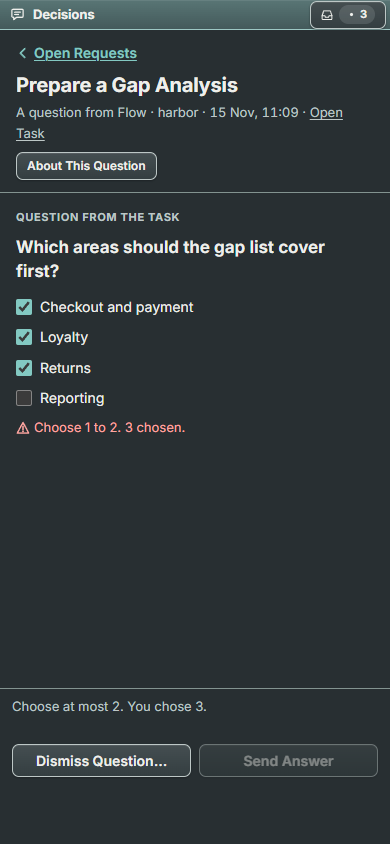 Decisions
• 3
Open Requests
Prepare a Gap Analysis
A question from Flow · harbor · 15 Nov, 11:09 · Open
Task
About This Question
QUESTION FROM THE TASK
Which areas should the gap list cover
first?
Checkout and payment
Loyalty
Returns
Reporting
Choose 1 to 2. 3 chosen.
Choose at most 2. You chose 3.
Dismiss Question...
Send Answer